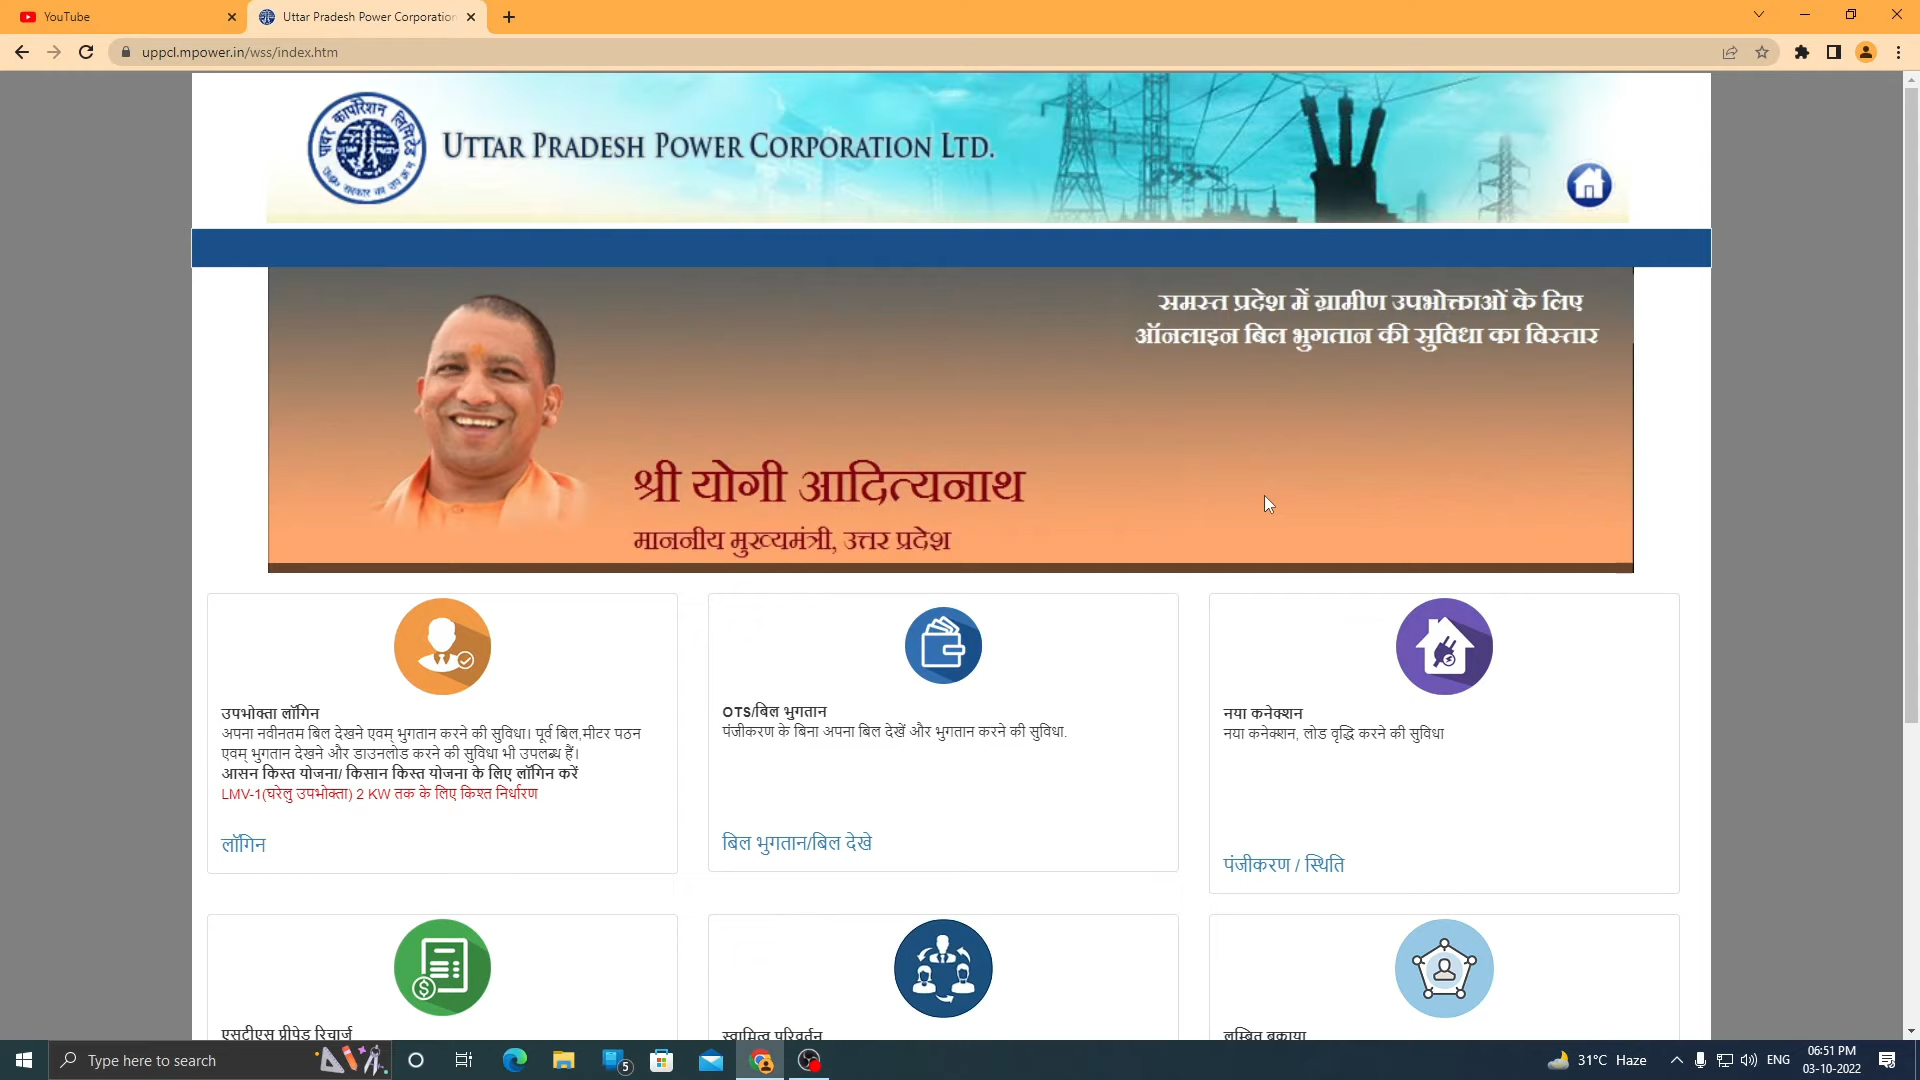 YouTube
Uttar Pradesh Power Corporation
uppcl.mpower.in/wss/index.htm
पावर कार्पोरेशन लिमिटेड
UTTAR PRADESH POWER CORPORATION LTD.
समस्त प्रदेश में ग्रामीण उपभोक्ताओं के लिए
ऑनलाइन बिल भुगतान की सुविधा का विस्तार
श्री योगी आदित्यनाथ
माननीय मुख्यमंत्री, उत्तर प्रदेश
उपभोक्ता लॉगिन
अपना नवीनतम बिल देखने एवम् भुगतान करने की सुविधा। पूर्व बिल,मीटर पठन
एवम् भुगतान देखने और डाउनलोड करने की सुविधा भी उपलब्ध हैं।
आसन किस्त योजना/ किसान किस्त योजना के लिए लॉगिन करें
LMV-1(घरेलु उपभोक्ता) 2 KW तक के लिए किश्त निर्धारण
लॉगिन
OTS/बिल भुगतान
पंजीकरण के बिना अपना बिल देखें और भुगतान करने की सुविधा.
बिल भुगतान/बिल देखे
नया कनेक्शन
नया कनेक्शन, लोड वृद्धि करने की सुविधा
पंजीकरण / स्थिति
एसटीएस प्रीपेड रिचार्ज
स्वामित्व परिवर्तन
लम्बित बकाया
Type here to search
5
31°C Haze
ENG
06:51 PM
03-10-2022